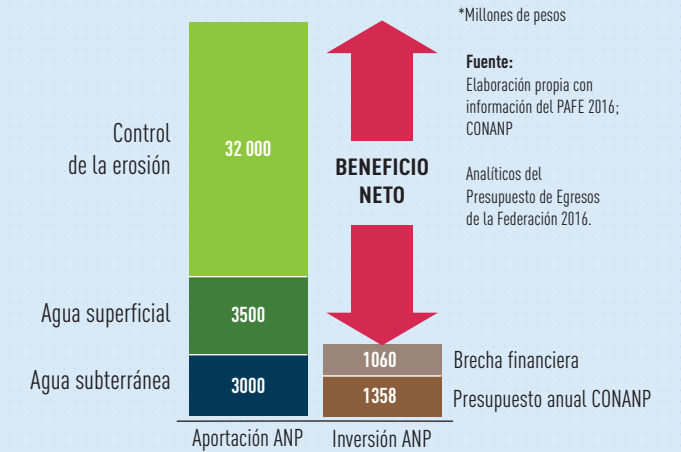 *Millones de pesos
Fuente:
Elaboración propia con
información del PAFE 2016;
CONANP
Analíticos del
Presupuesto de Egresos
de la Federación 2016.
Control
de la erosión
32 000
BENEFICIO
NETO
Agua superficial
3500
Agua subterránea
3000
1060
Brecha financiera
1358
Presupuesto anual CONANP
Aportación ANP
Inversión ANP